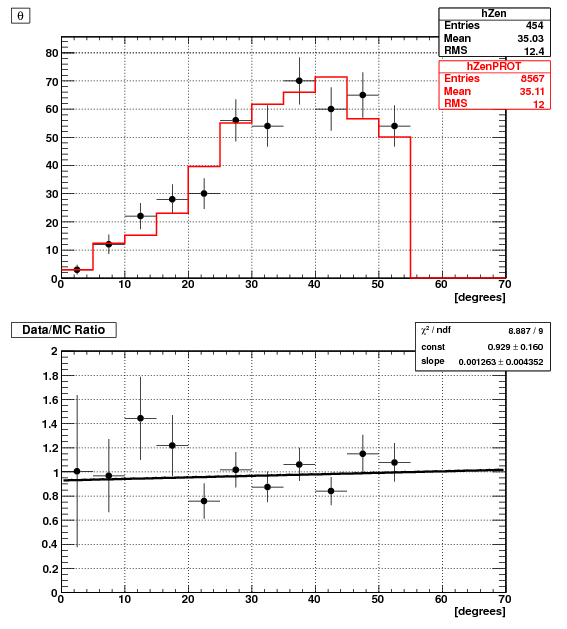 θ
hZen
Entries 454
Mean 35.03
RMS 12.4
hZenPROT
Entries 8567
Mean 35.11
RMS 12
80
70
60
50
40
30
20
10
0
0 10 20 30 40 50 60 70
[degrees]
Data/MC Ratio
χ² / ndf 8.887 / 9
const 0.929 ± 0.160
slope 0.001263 ± 0.004352
2
1.8
1.6
1.4
1.2
1
0.8
0.6
0.4
0.2
0
0 10 20 30 40 50 60 70
[degrees]